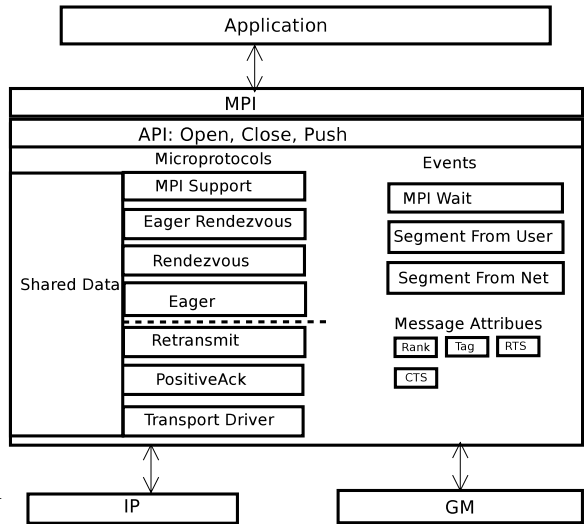 Application
MPI
API: Open, Close, Push
Microprotocols
Events
MPI Support
MPI Wait
Eager Rendezvous
Segment From User
Rendezvous
Segment From Net
Shared Data
Eager
Message Attribues
Retransmit
Rank Tag RTS
PositiveAck
CTS
Transport Driver
IP
GM